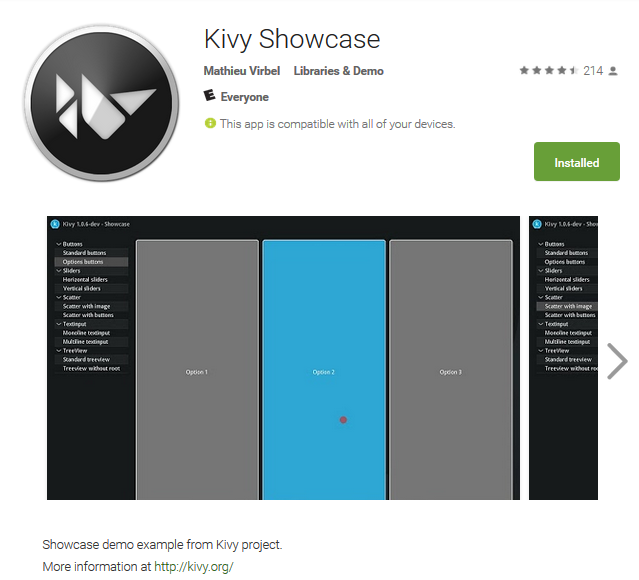 Kivy Showcase
Mathieu Virbel Libraries & Demo
214
E Everyone
This app is compatible with all of your devices.
Installed
Kivy 1.0.6-dev - Showcase
Buttons
Standard buttons
Options buttons
Sliders
Horizontal sliders
Vertical sliders
Scatter
Scatter with image
Scatter with buttons
TextInput
Monoline textinput
Multiline textinput
TreeView
Standard treeview
Treeview without root
Option 1
Option 2
Option 3
Kivy 1.0.6-dev - Showc
Buttons
Standard buttons
Options buttons
Sliders
Horizontal sliders
Vertical sliders
Scatter
Scatter with image
Scatter with buttons
TextInput
Monoline textinput
Multiline textinput
TreeView
Standard treeview
Treeview without roo
Showcase demo example from Kivy project.
More information at http://kivy.org/